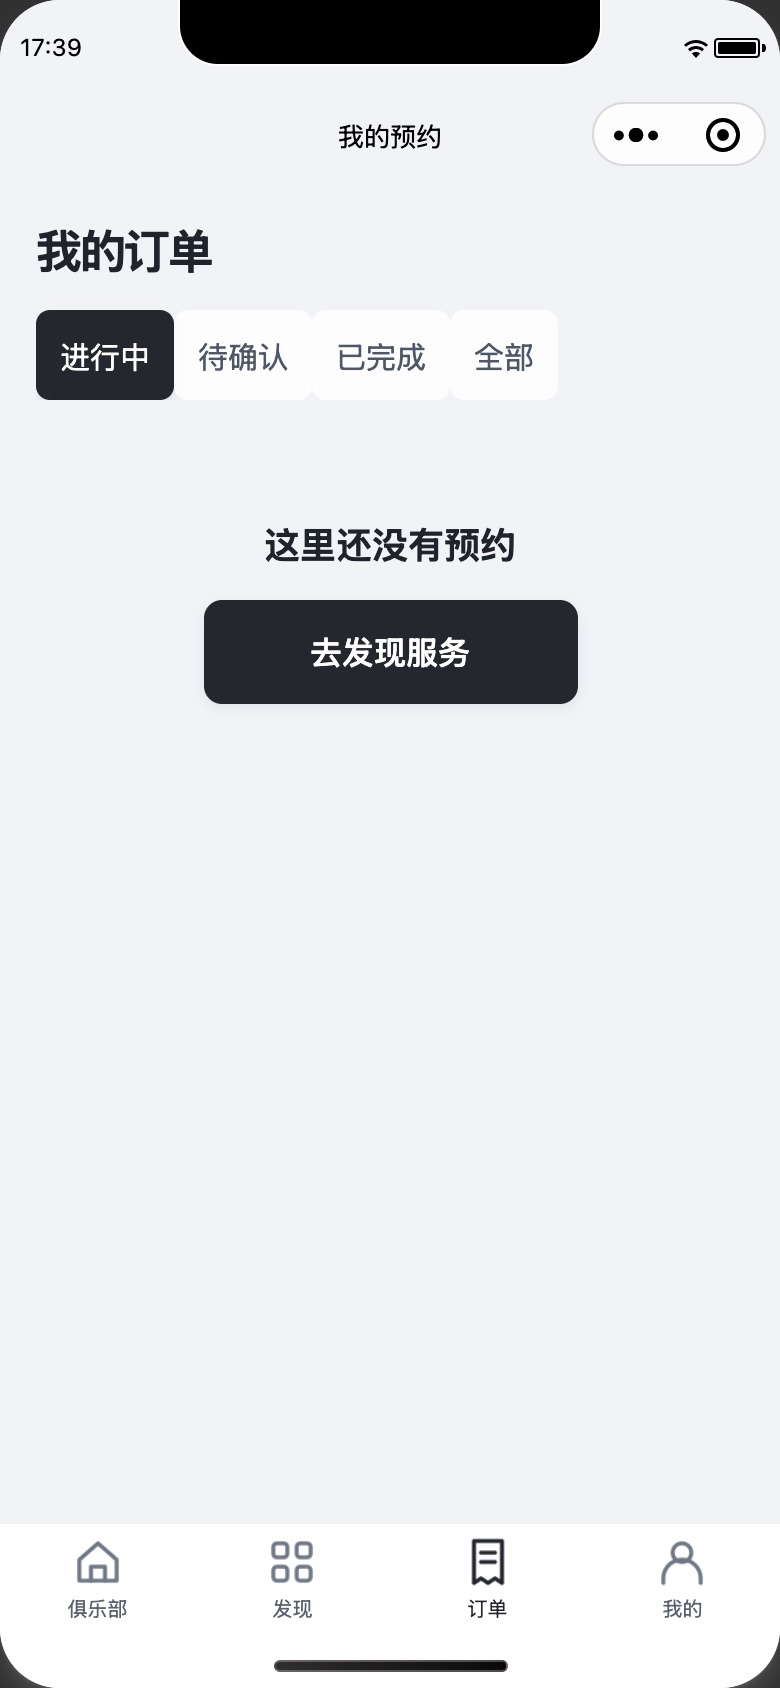 17:39
我的预约
我的订单
进行中 待确认 已完成 全部
这里还没有预约
去发现服务
俱乐部 发现 订单 我的